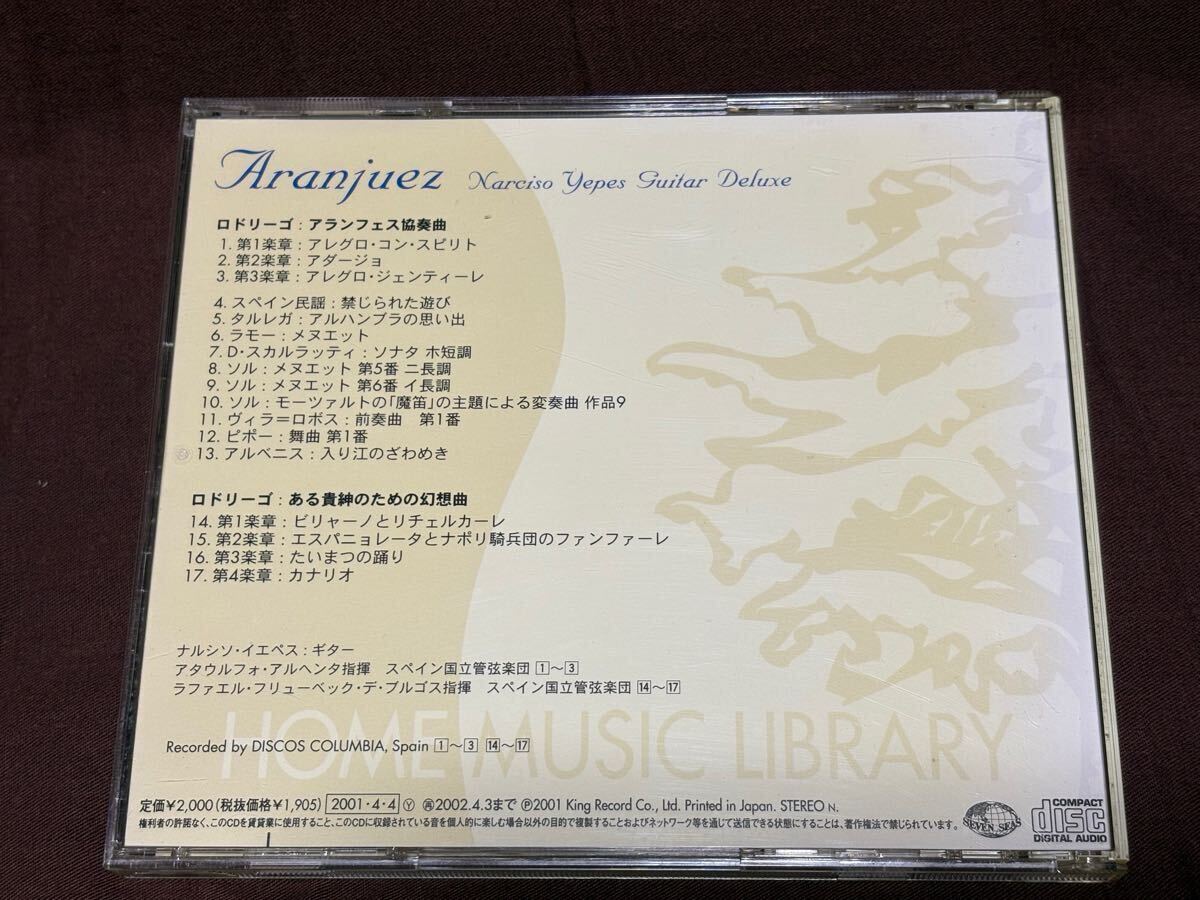 Aranjuez Narciso Yepes Guitar Deluxe
ロドリーゴ：アランフェス協奏曲
1. 第1楽章：アレグロ・コン・スピリト
2. 第2楽章：アダージョ
3. 第3楽章：アレグロ・ジェンティーレ
4. スペイン民謡：禁じられた遊び
5. タルレガ：アルハンブラの思い出
6. ラモー：メヌエット
7. D・スカルラッティ：ソナタ ホ短調
8. ソル：メヌエット 第5番 ニ長調
9. ソル：メヌエット 第6番 イ長調
10. ソル：モーツァルトの「魔笛」の主題による変奏曲 作品9
11. ヴィラ＝ロボス：前奏曲　第1番
12. ピポー：舞曲 第1番
13. アルベニス：入り江のざわめき
ロドリーゴ：ある貴紳のための幻想曲
14. 第1楽章：ビリャーノとリチェルカーレ
15. 第2楽章：エスパニョレータとナポリ騎兵団のファンファーレ
16. 第3楽章：たいまつの踊り
17. 第4楽章：カナリオ
ナルシソ・イエペス：ギター
アタウルフォ・アルヘンタ指揮　スペイン国立管弦楽団 1〜3
ラファエル・フリューベック・デ・ブルゴス指揮　スペイン国立管弦楽団 14〜17
HOME MUSIC LIBRARY
Recorded by DISCOS COLUMBIA, Spain 1〜3 14〜17
定価¥2,000（税抜価格¥1,905） 2001・4・4 Ⓨ 再2002.4.3まで ℗2001 King Record Co., Ltd. Printed in Japan. STEREO N.
権利者の許諾なく、このCDを賃貸業に使用すること、このCDに収録されている音を個人的に楽しむ場合以外の目的で複製することおよびネットワーク等を通じて送信できる状態にすることは、著作権法で禁じられています。
SEVEN SEAS
COMPACT
disc
DIGITAL AUDIO